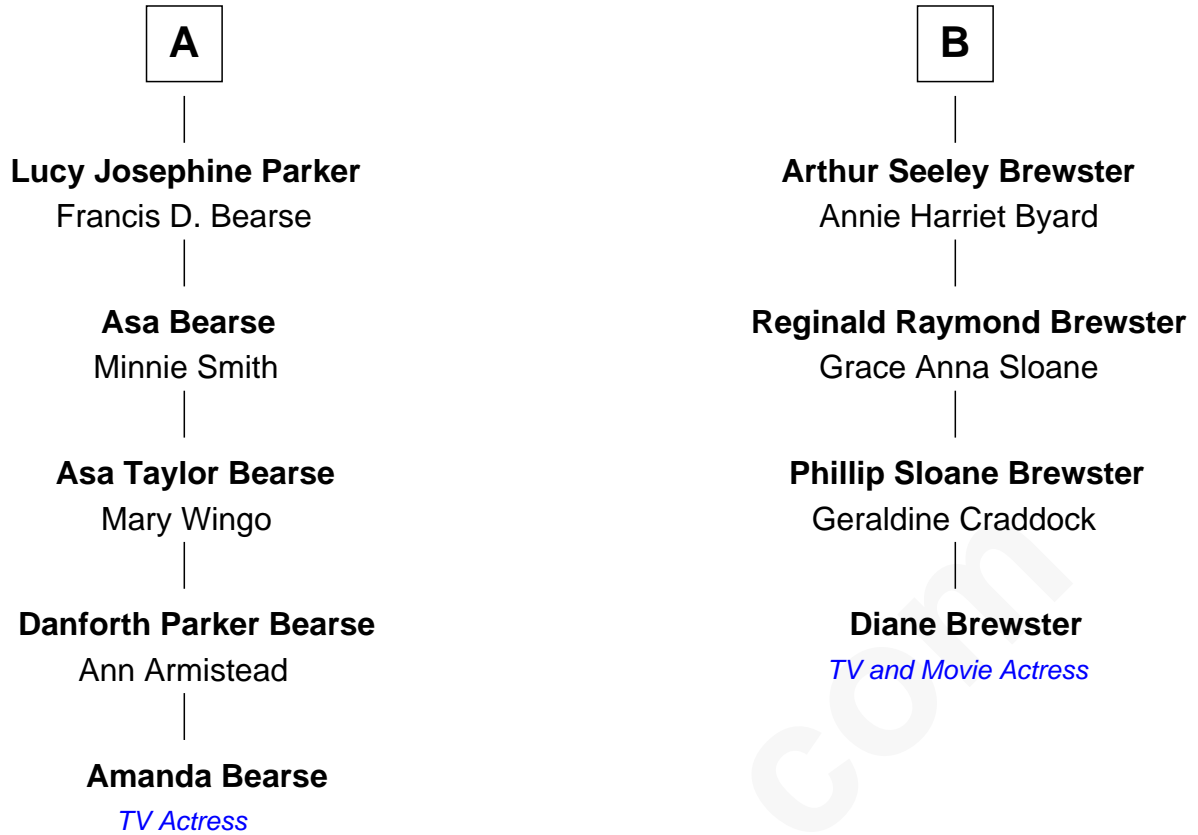 A
Lucy Josephine Parker
Francis D. Bearse
Asa Bearse
Minnie Smith
Asa Taylor Bearse
Mary Wingo
Danforth Parker Bearse
Ann Armistead
Amanda Bearse
TV Actress
B
Arthur Seeley Brewster
Annie Harriet Byard
Reginald Raymond Brewster
Grace Anna Sloane
Phillip Sloane Brewster
Geraldine Craddock
Diane Brewster
TV and Movie Actress
com